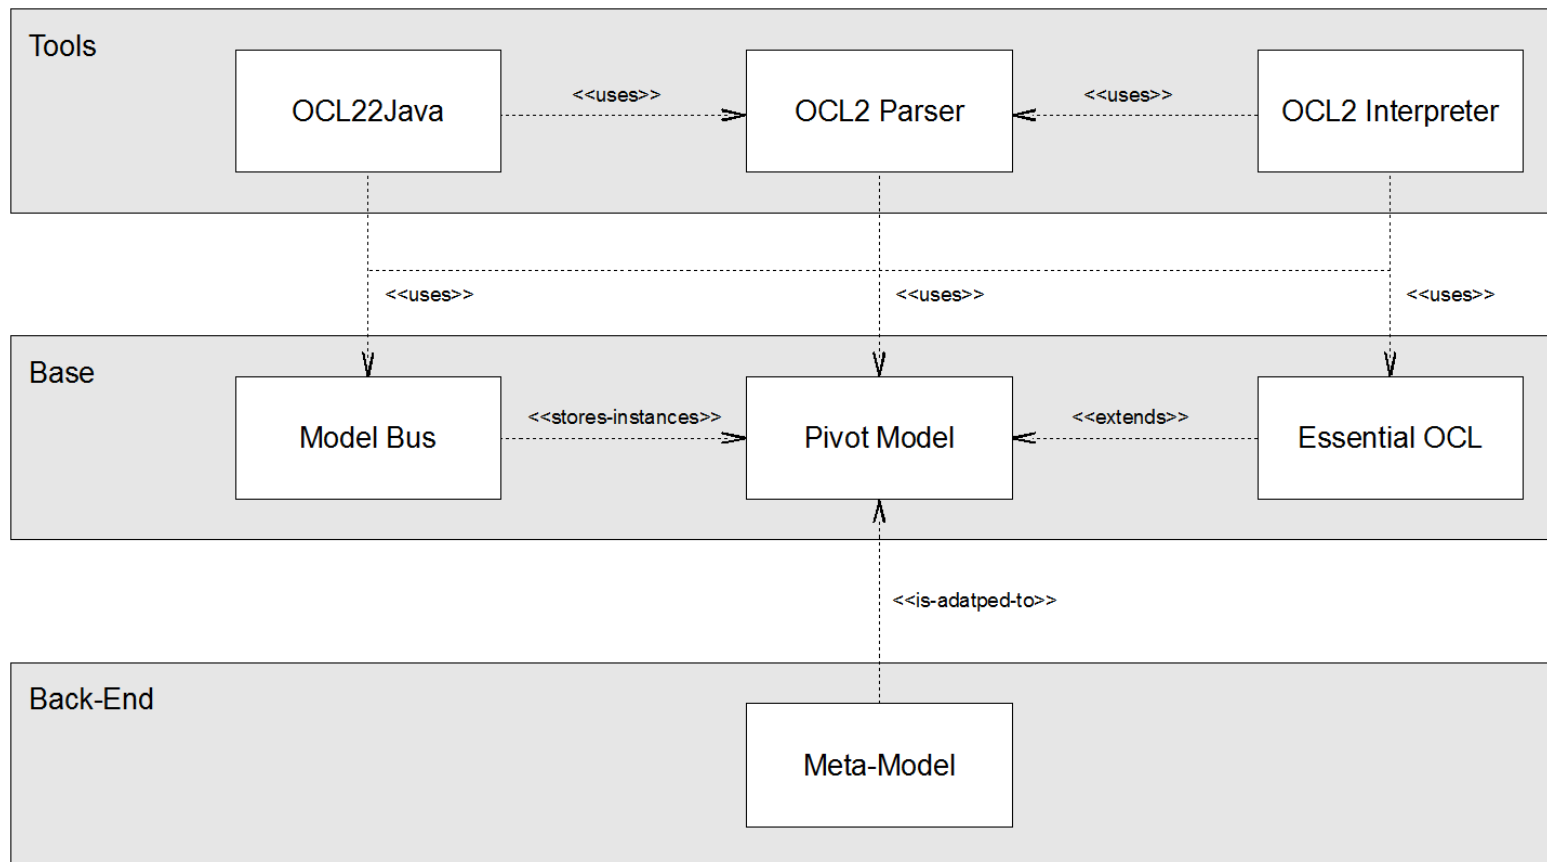 Tools
OCL22Java
<<uses>>
OCL2 Parser
<<uses>>
OCL2 Interpreter
<<uses>>
<<uses>>
<<uses>>
Base
Model Bus
<<stores-instances>>
Pivot Model
<<extends>>
Essential OCL
<<is-adatped-to>>
Back-End
Meta-Model